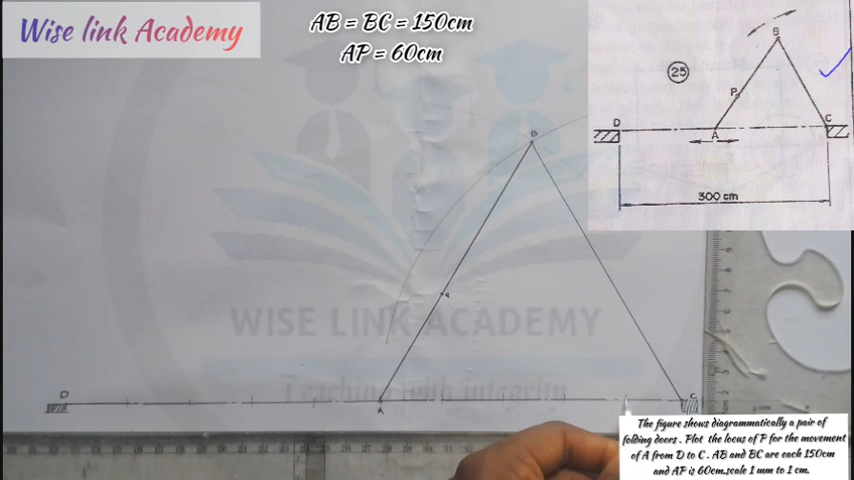 Wise link Academy
AB = BC = 150cm
AP = 60cm
B
25
P
D
A
C
300 cm
B
WISE LINK ACADEMY
Teaching with integrity
D
A
C
The figure shows diagrammatically a pair of
folding doors . Plot the locus of P for the movement
of A from D to C . AB and BC are each 150cm
and AP is 60cm.scale 1 mm to 1 cm.